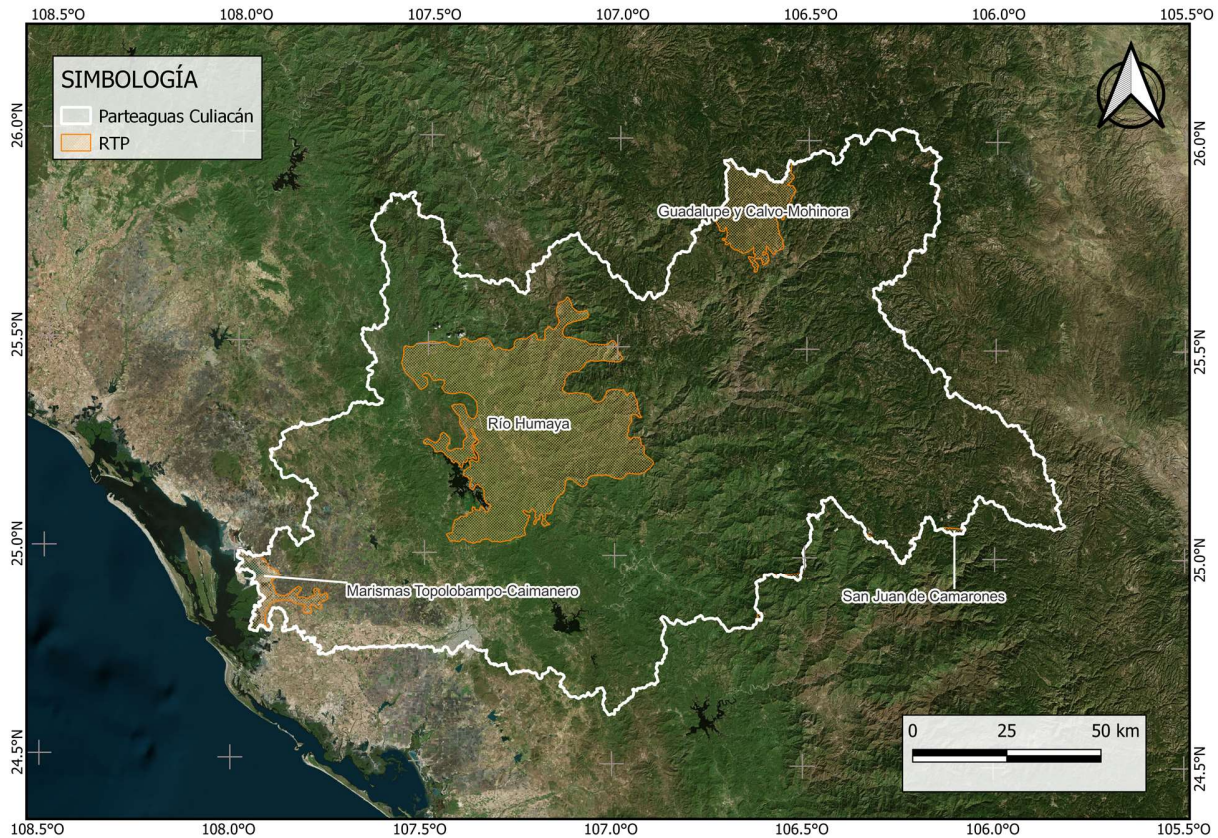 108.5°O 108.0°O 107.5°O 107.0°O 106.5°O 106.0°O 105.5°O
SIMBOLOGÍA
Parteaguas Culiacán
RTP
26.0°N
26.0°N
Guadalupe y Calvo-Mohinora
25.5°N
25.5°N
Río Humaya
25.0°N
25.0°N
Marismas Topolobampo-Caimanero
San Juan de Camarones
0 25 50 km
24.5°N
24.5°N
108.5°O 108.0°O 107.5°O 107.0°O 106.5°O 106.0°O 105.5°O